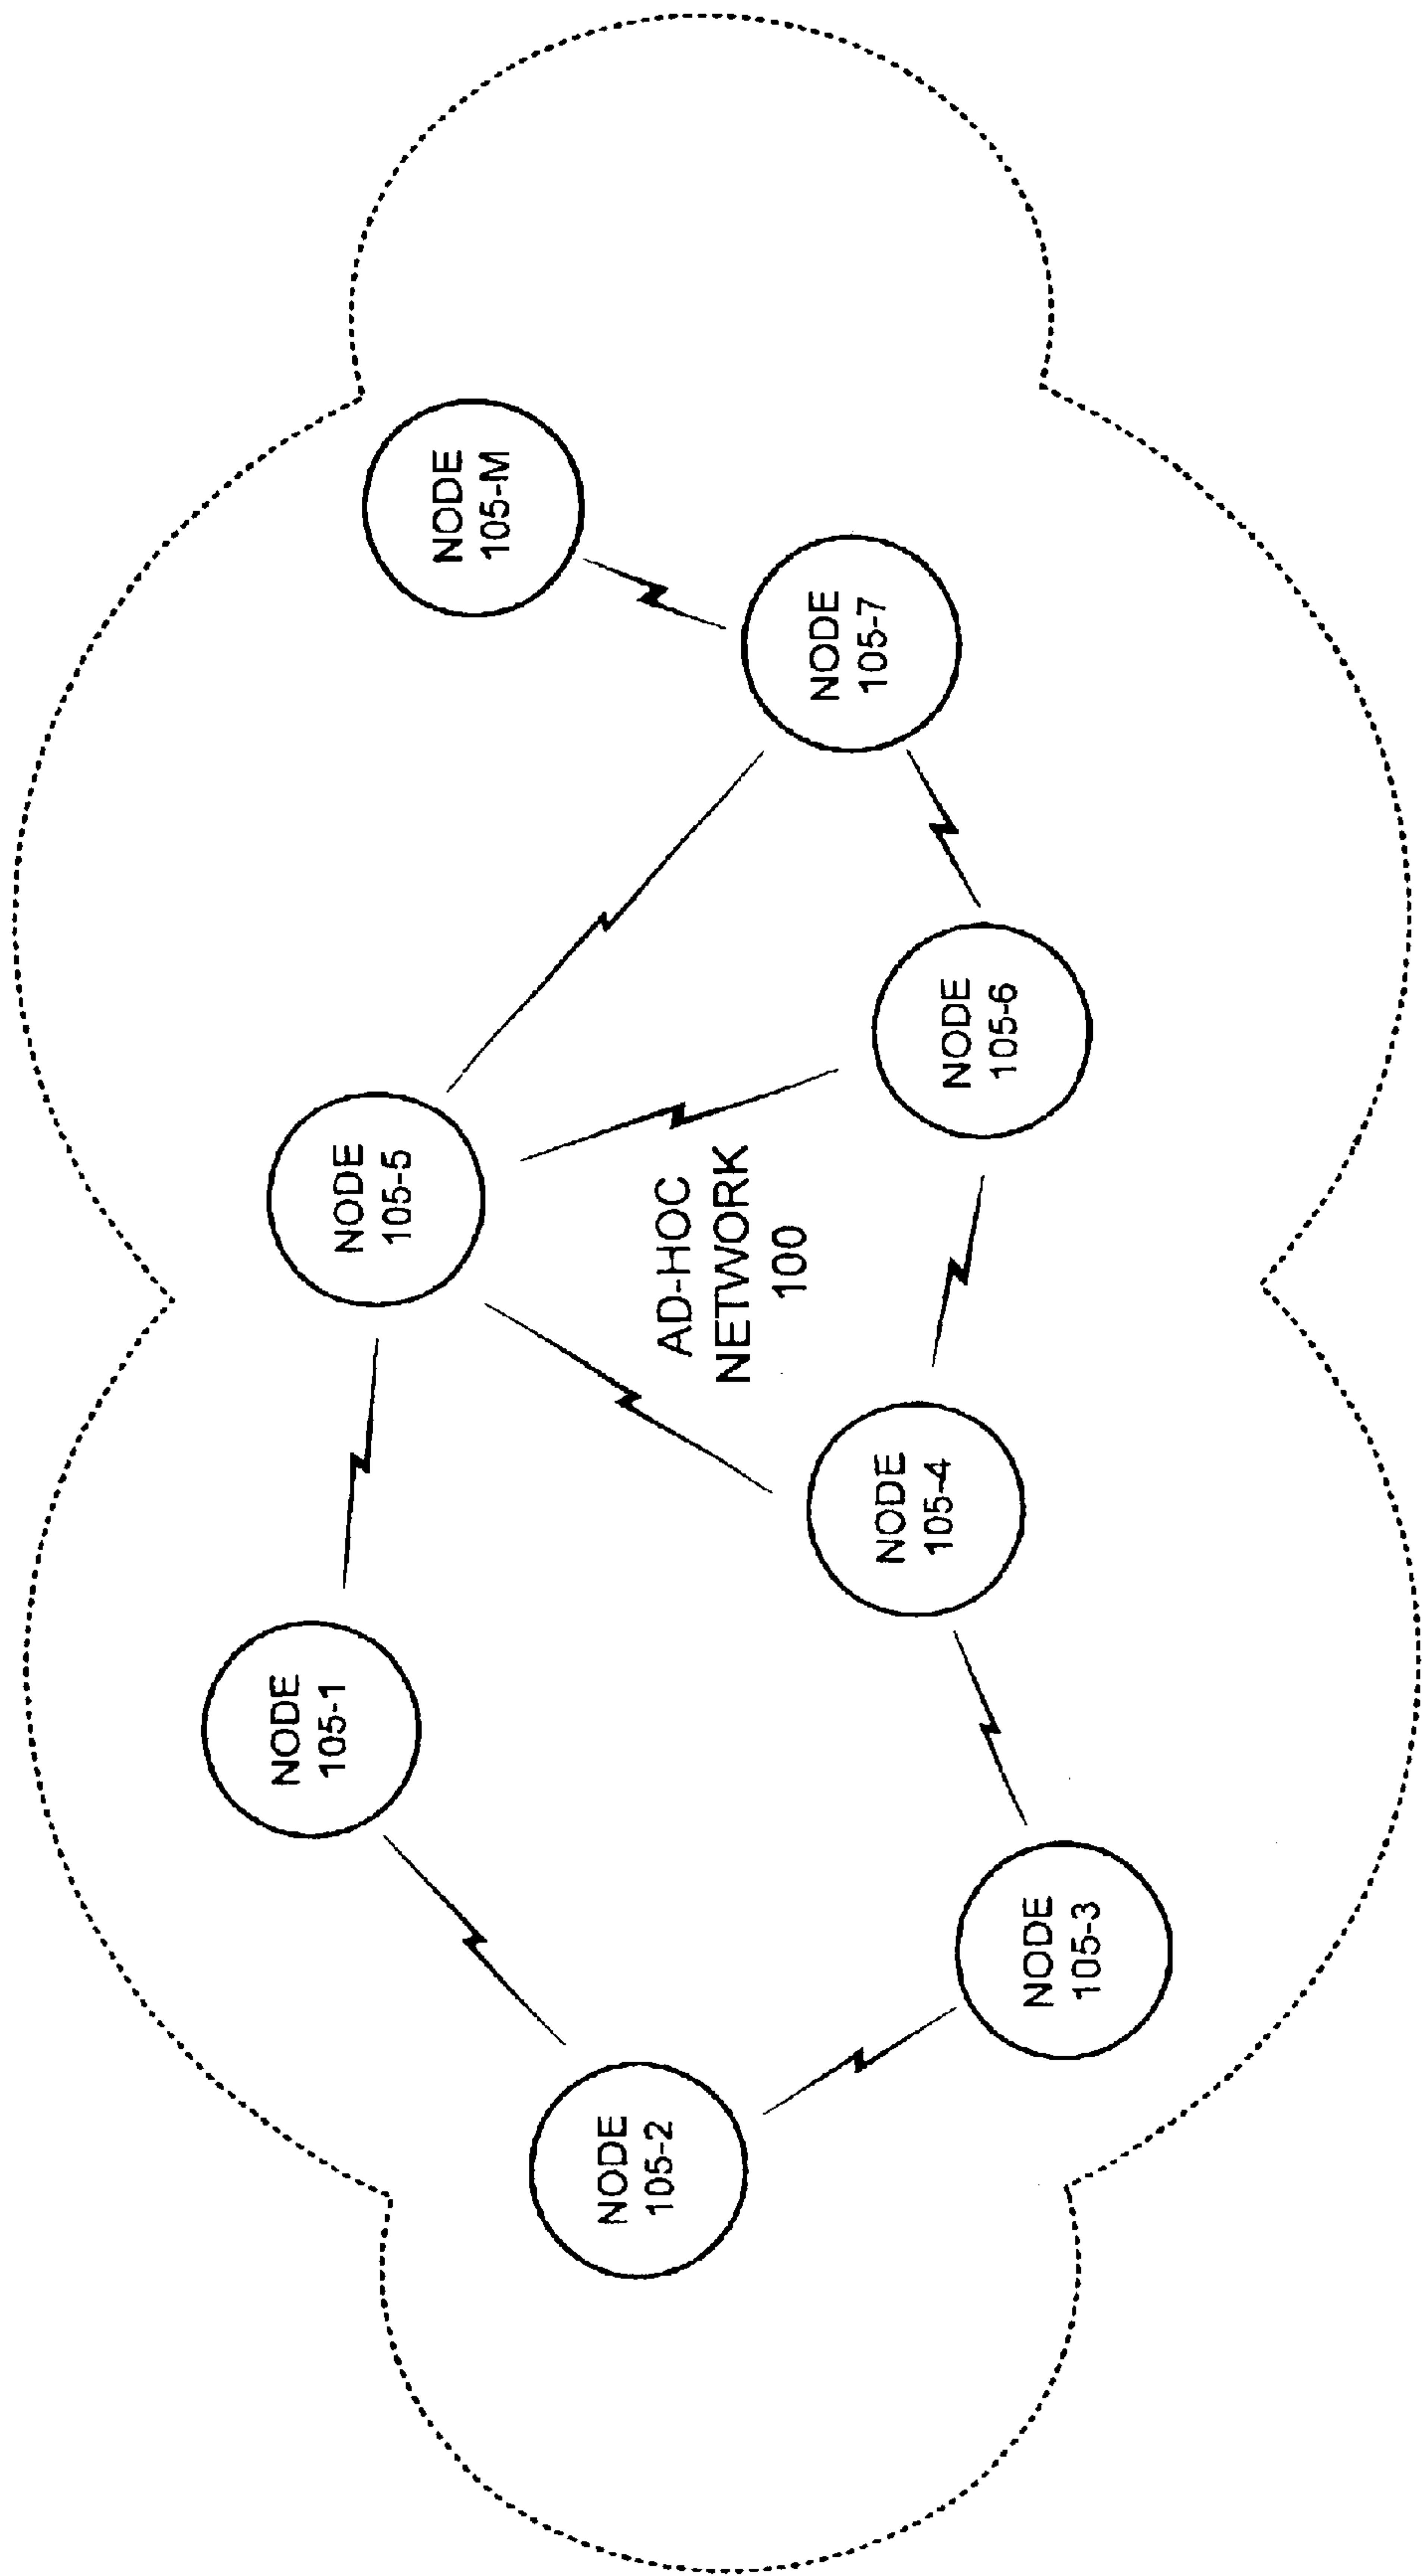 NODE
105-1
NODE
105-5
NODE
105-M
NODE
105-2
AD-HOC
NETWORK
100
NODE
105-7
NODE
105-4
NODE
105-6
NODE
105-3